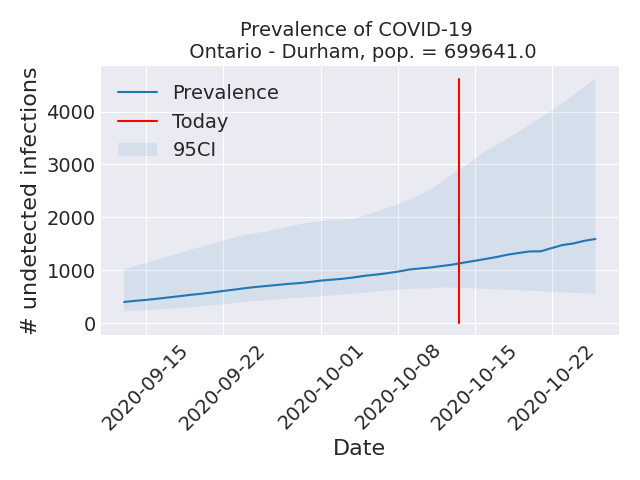 Prevalence of COVID-19
Ontario - Durham, pop. = 699641.0
Prevalence
Today
95CI
# undetected infections
4000
3000
2000
1000
0
2020-09-15
2020-09-22
2020-10-01
2020-10-08
2020-10-15
2020-10-22
Date